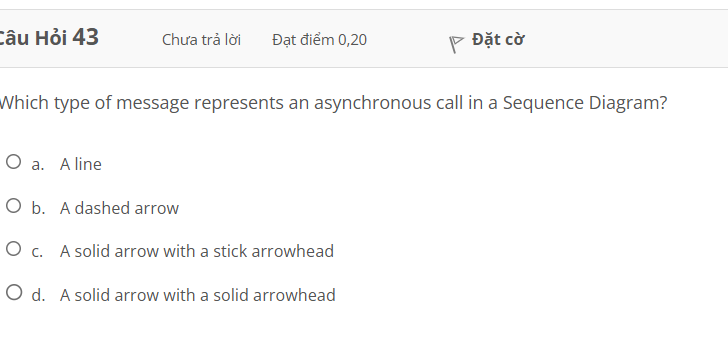 Câu Hỏi 43 Chưa trả lời Đạt điểm 0,20 Đặt cờ
Which type of message represents an asynchronous call in a Sequence Diagram?
a. A line
b. A dashed arrow
c. A solid arrow with a stick arrowhead
d. A solid arrow with a solid arrowhead